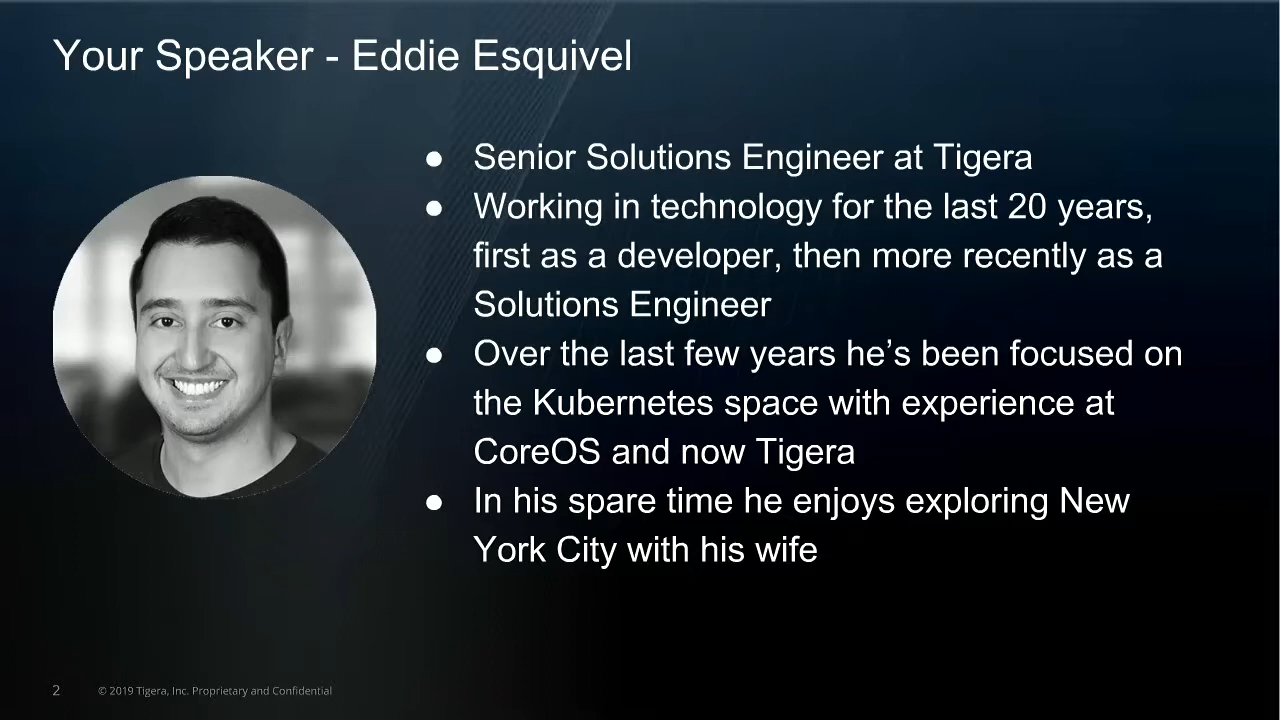 Your Speaker - Eddie Esquivel
● Senior Solutions Engineer at Tigera
● Working in technology for the last 20 years,
first as a developer, then more recently as a
Solutions Engineer
● Over the last few years he’s been focused on
the Kubernetes space with experience at
CoreOS and now Tigera
● In his spare time he enjoys exploring New
York City with his wife
2 © 2019 Tigera, Inc. Proprietary and Confidential